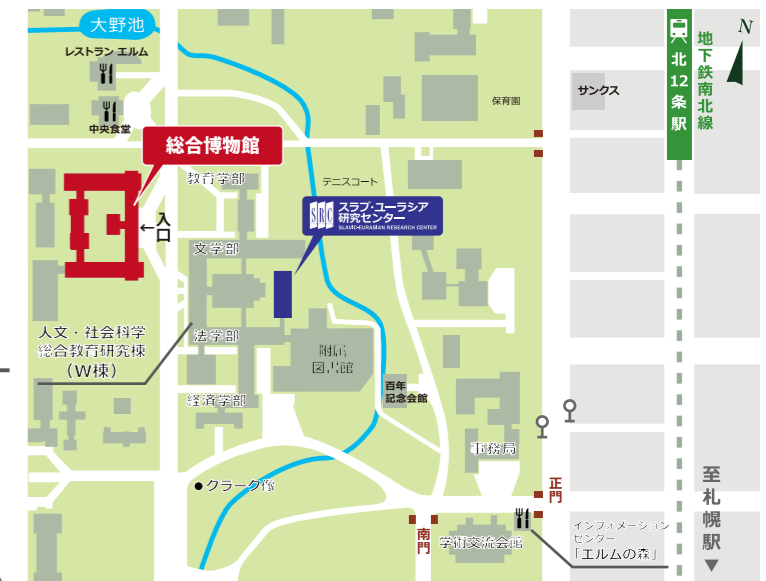 大野池
レストラン エルム
中央食堂
総合博物館
教育学部
入口
文学部
法学部
人文・社会科学
総合教育研究棟
（W棟）
経済学部
クラーク像
テニスコート
SRC
スラブ・ユーラシア
研究センター
SLAVIC-EURASIAN RESEARCH CENTER
附属
図書館
百年
記念会館
保育園
サンクス
北12条駅
地下鉄南北線
N
事務局
正門
南門
学術交流会館
インフォメーション
センター
「エルムの森」
至札幌駅